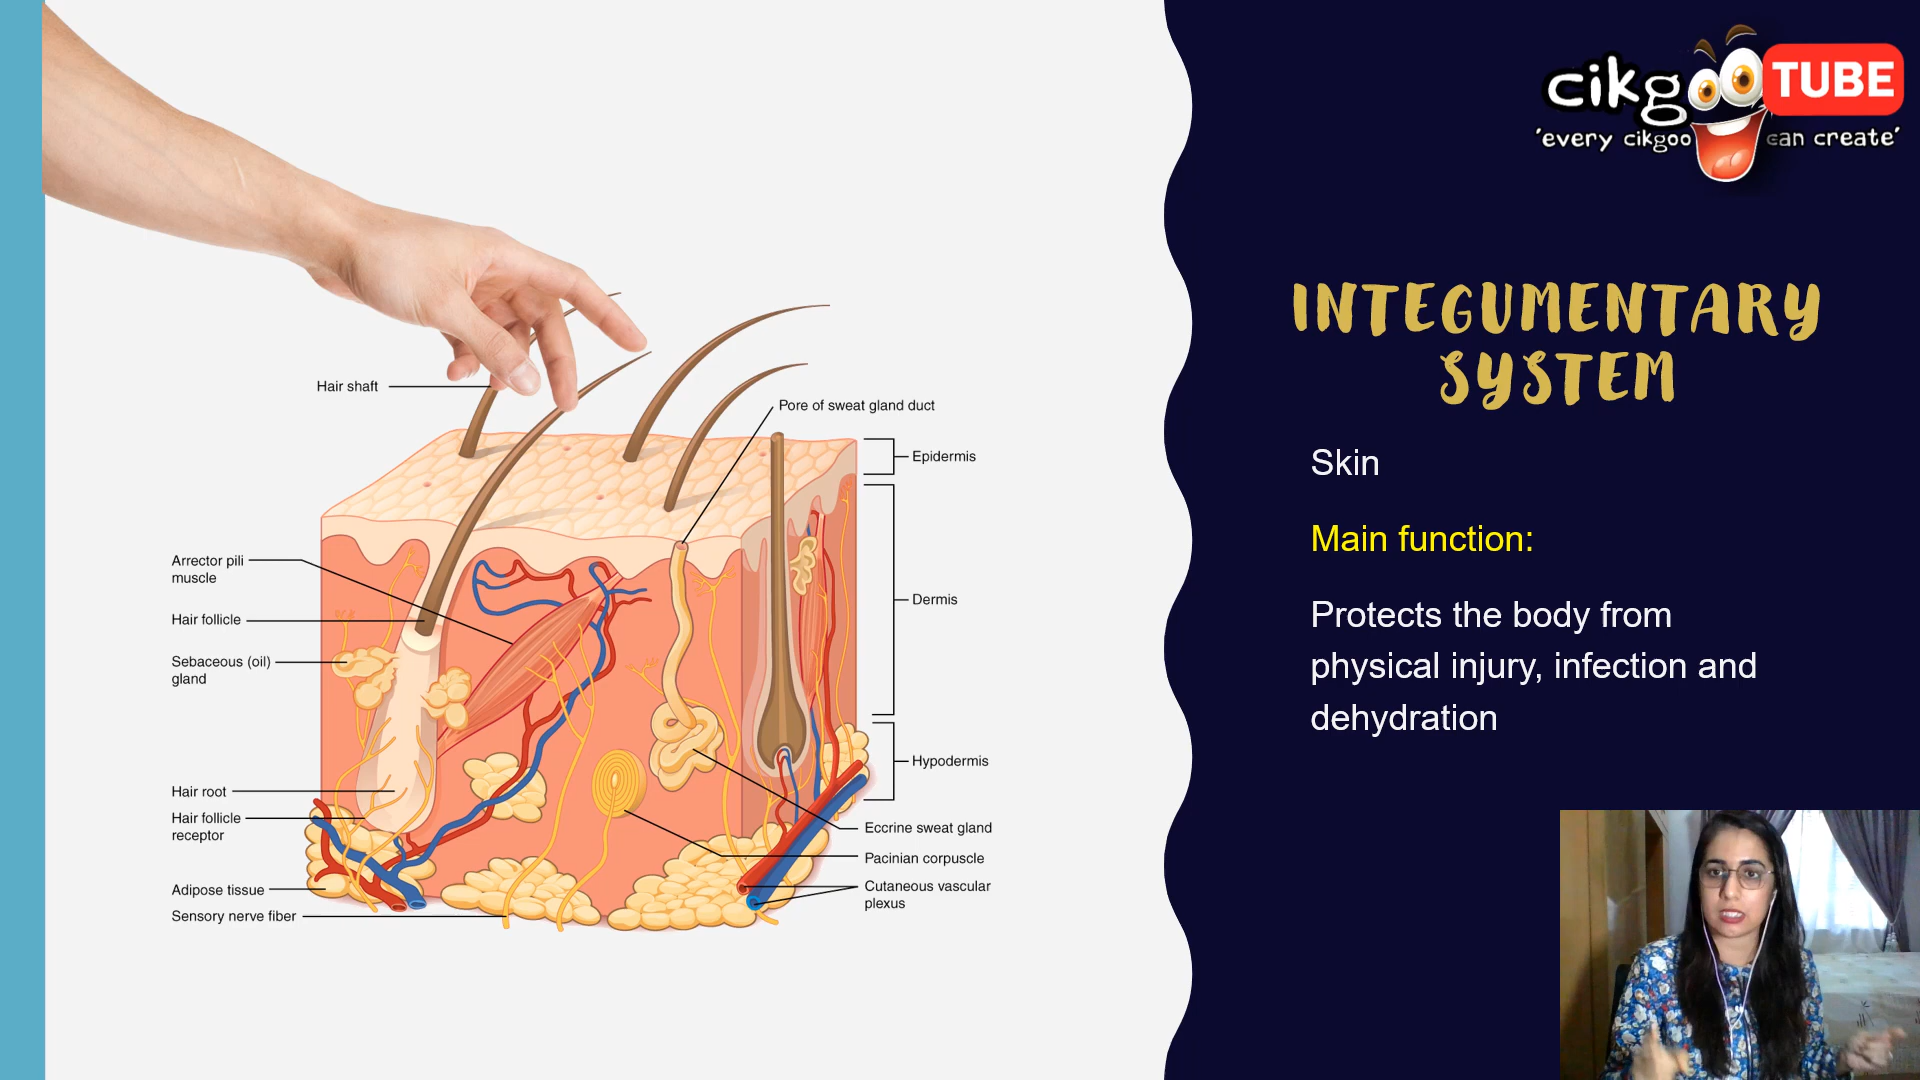 cikgoo TUBE
'every cikgoo can create'
INTEGUMENTARY
SYSTEM
Skin
Main function:
Protects the body from
physical injury, infection and
dehydration
Hair shaft
Arrector pili
muscle
Hair follicle
Sebaceous (oil)
gland
Hair root
Hair follicle
receptor
Adipose tissue
Sensory nerve fiber
Pore of sweat gland duct
Epidermis
Dermis
Hypodermis
Eccrine sweat gland
Pacinian corpuscle
Cutaneous vascular
plexus